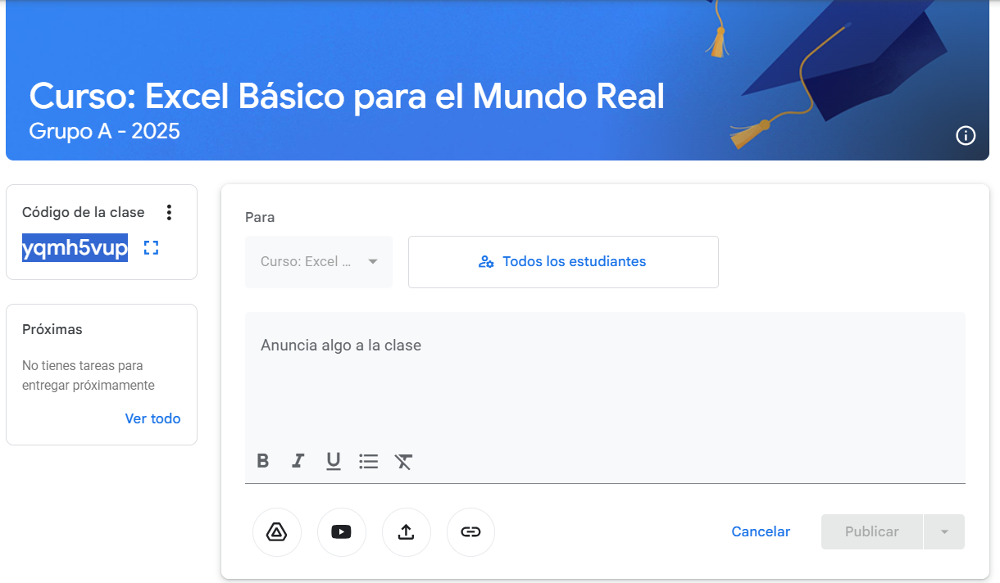 Curso: Excel Básico para el Mundo Real
Grupo A - 2025
Código de la clase
yqmh5vup
Próximas
No tienes tareas para
entregar próximamente
Ver todo
Para
Curso: Excel ...
Todos los estudiantes
Anuncia algo a la clase
B I U
Cancelar
Publicar